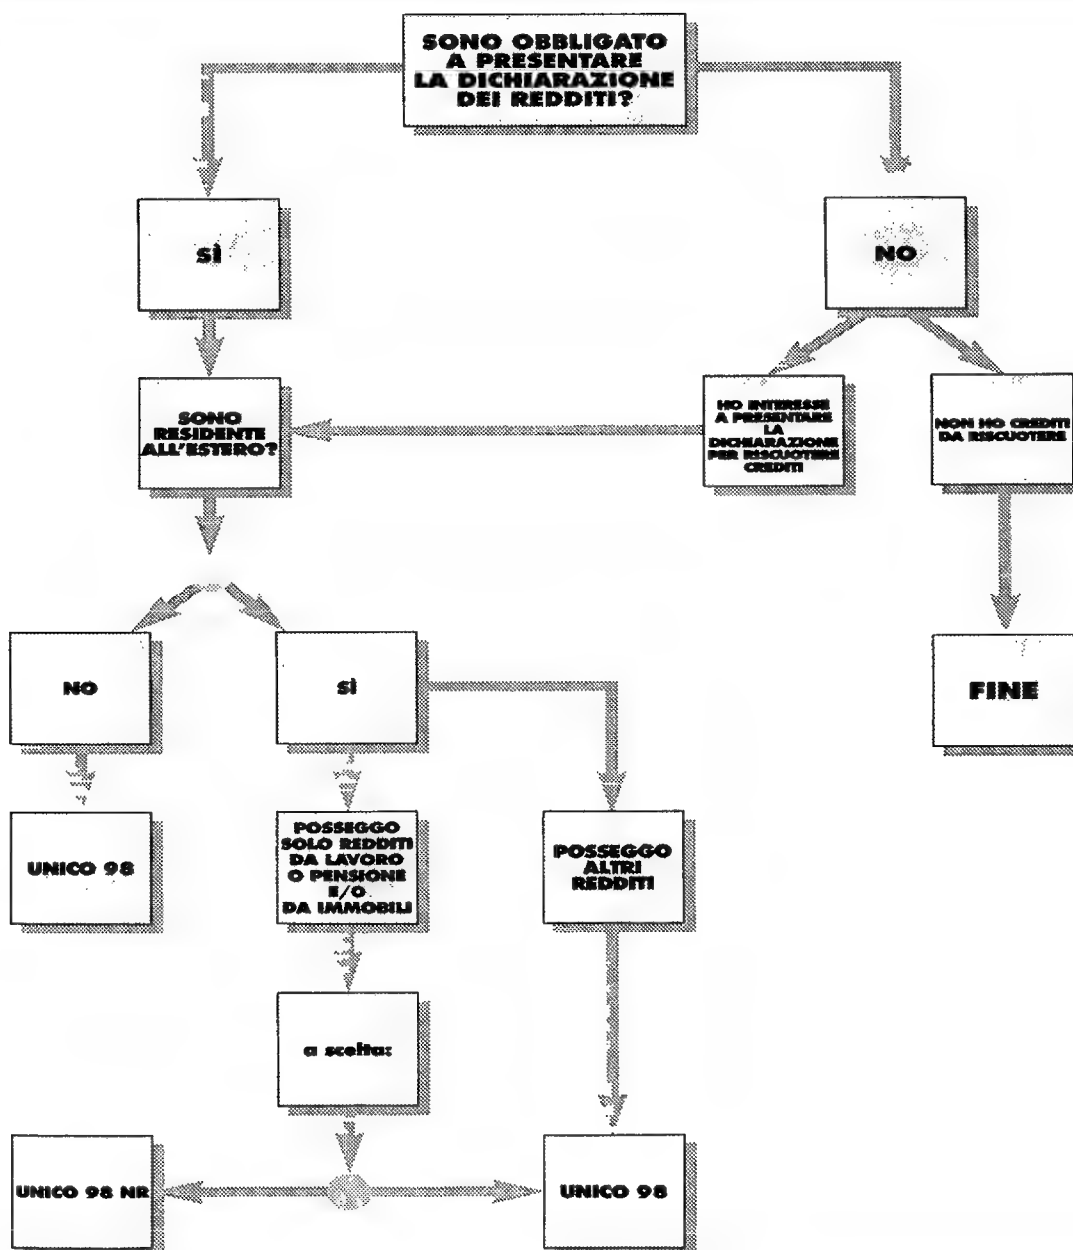 SONO OBBLIGATO
A PRESENTARE
LA DICHIARAZIONE
DEI REDDITI?
SÌ
NO
SONO
RESIDENTE
ALL'ESTERO?
HO INTERESSE
A PRESENTARE
LA
DICHIARAZIONE
PER RISCUOTERE
CREDITI
NON HO CREDITI
DA RISCUOTERE
NO
SÌ
FINE
UNICO 98
POSSEGGO
SOLO REDDITI
DA LAVORO
O PENSIONE
E/O
DA IMMOBILI
POSSEGGO
ALTRI
REDDITI
a scelta:
UNICO 98 NR
UNICO 98